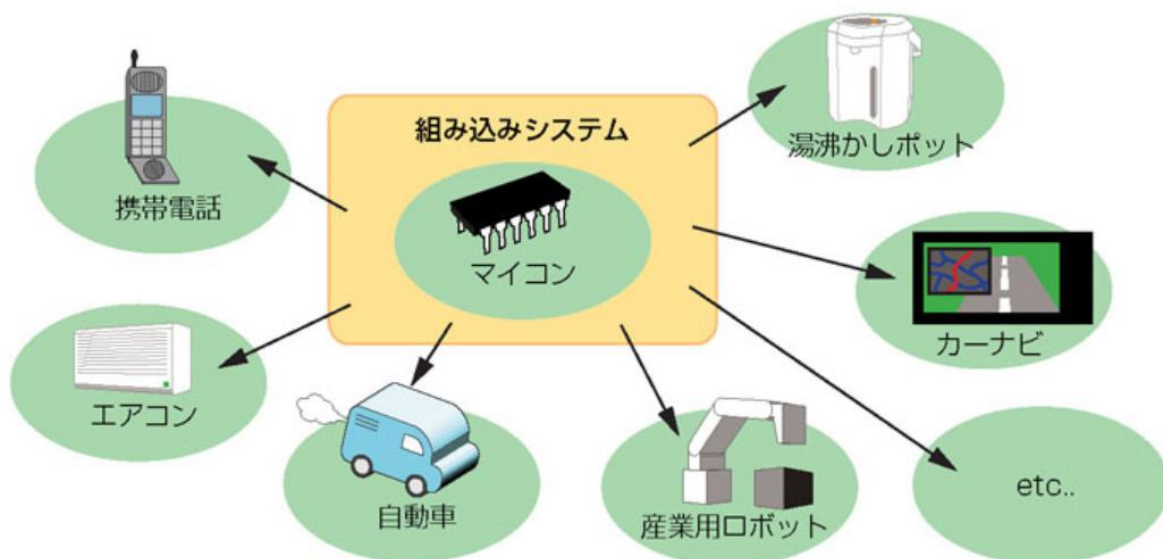 組み込みシステム
マイコン
携帯電話
湯沸かしポット
カーナビ
エアコン
自動車
産業用ロボット
etc..